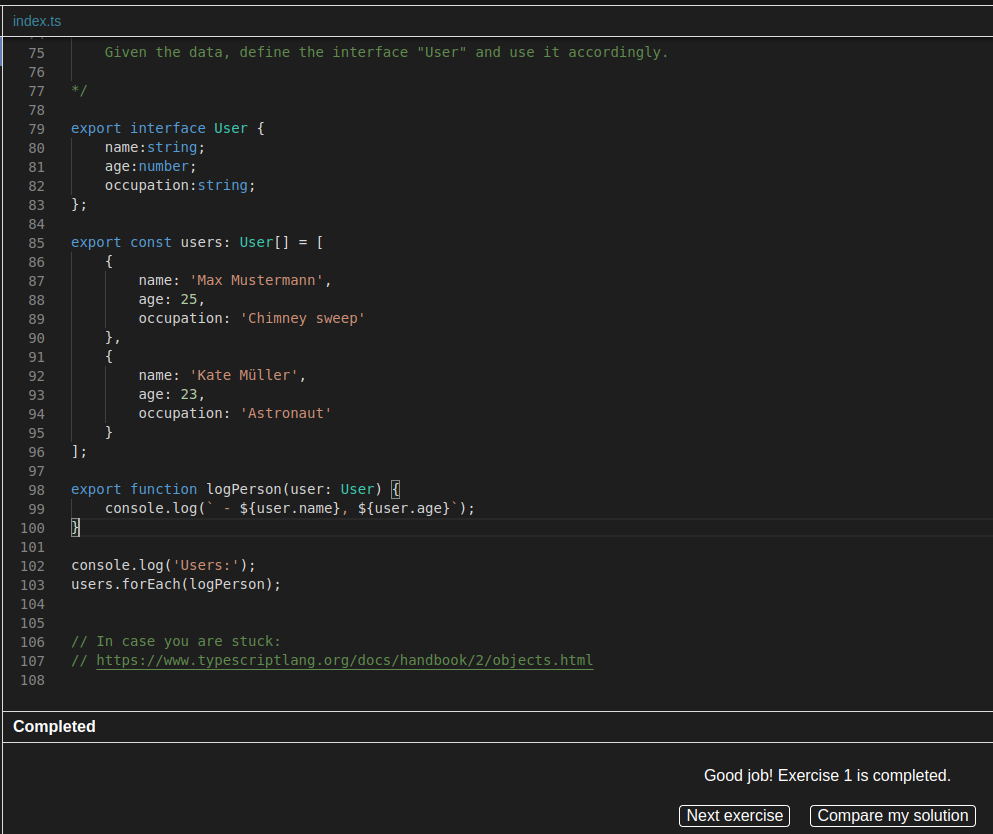 index.ts
75 Given the data, define the interface "User" and use it accordingly.
76
77 */
78
79 export interface User {
80 name:string;
81 age:number;
82 occupation:string;
83 };
84
85 export const users: User[] = [
86 {
87 name: 'Max Mustermann',
88 age: 25,
89 occupation: 'Chimney sweep'
90 },
91 {
92 name: 'Kate Müller',
93 age: 23,
94 occupation: 'Astronaut'
95 }
96 ];
97
98 export function logPerson(user: User) {
99 console.log(` - ${user.name}, ${user.age}`);
100 }
101
102 console.log('Users:');
103 users.forEach(logPerson);
104
105
106 // In case you are stuck:
107 // https://www.typescriptlang.org/docs/handbook/2/objects.html
108
Completed
Good job! Exercise 1 is completed.
Next exercise Compare my solution